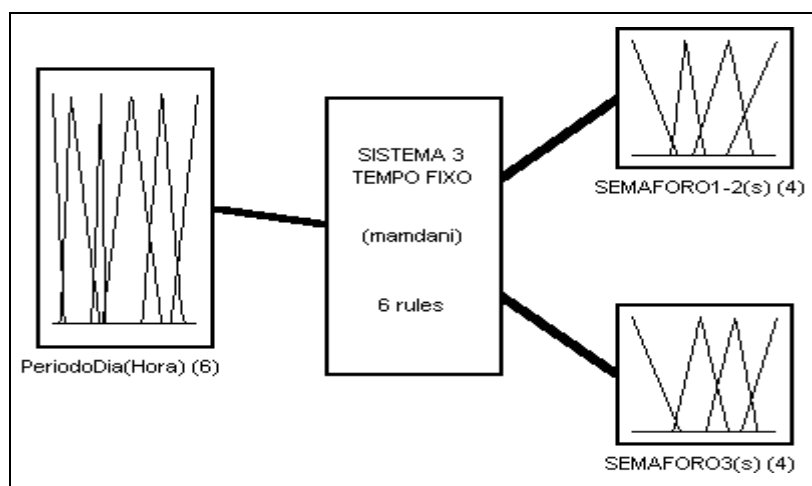 PeriodoDia(Hora) (6)
SISTEMA 3
TEMPO FIXO
(mamdani)
6 rules
SEMAFORO1-2(s) (4)
SEMAFORO3(s) (4)